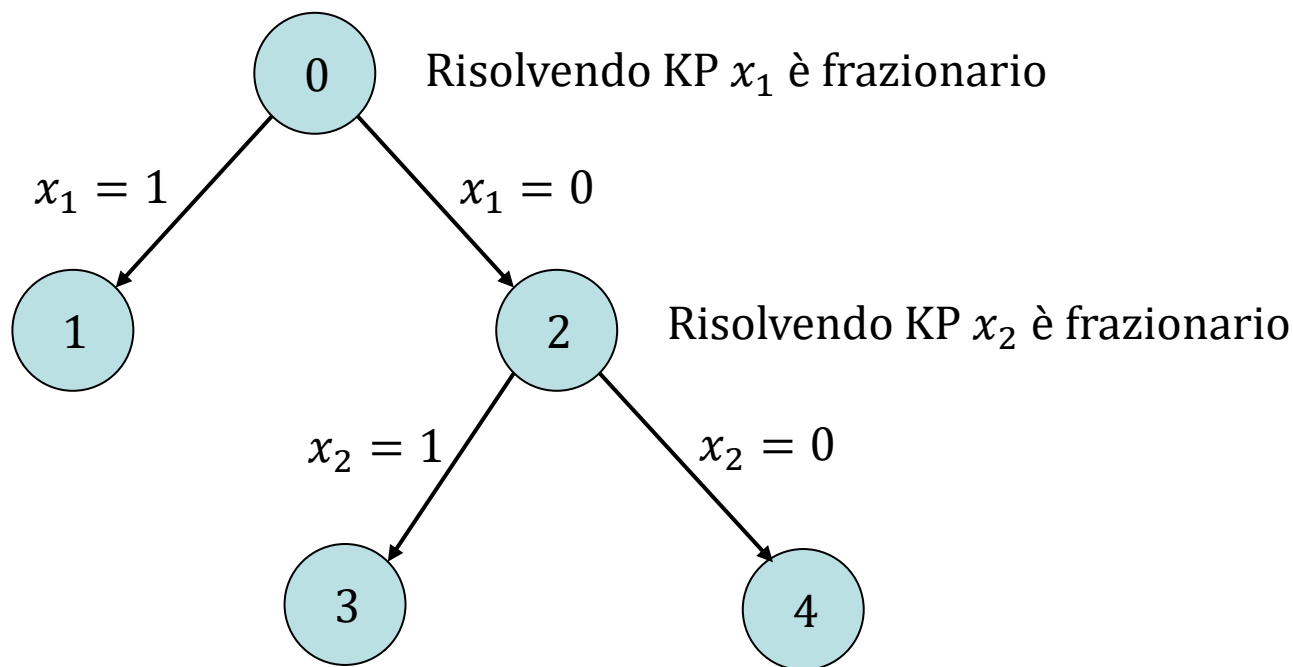 0
Risolvendo KP 𝑥₁ è frazionario
𝑥₁ = 1
𝑥₁ = 0
1
2
Risolvendo KP 𝑥₂ è frazionario
𝑥₂ = 1
𝑥₂ = 0
3
4